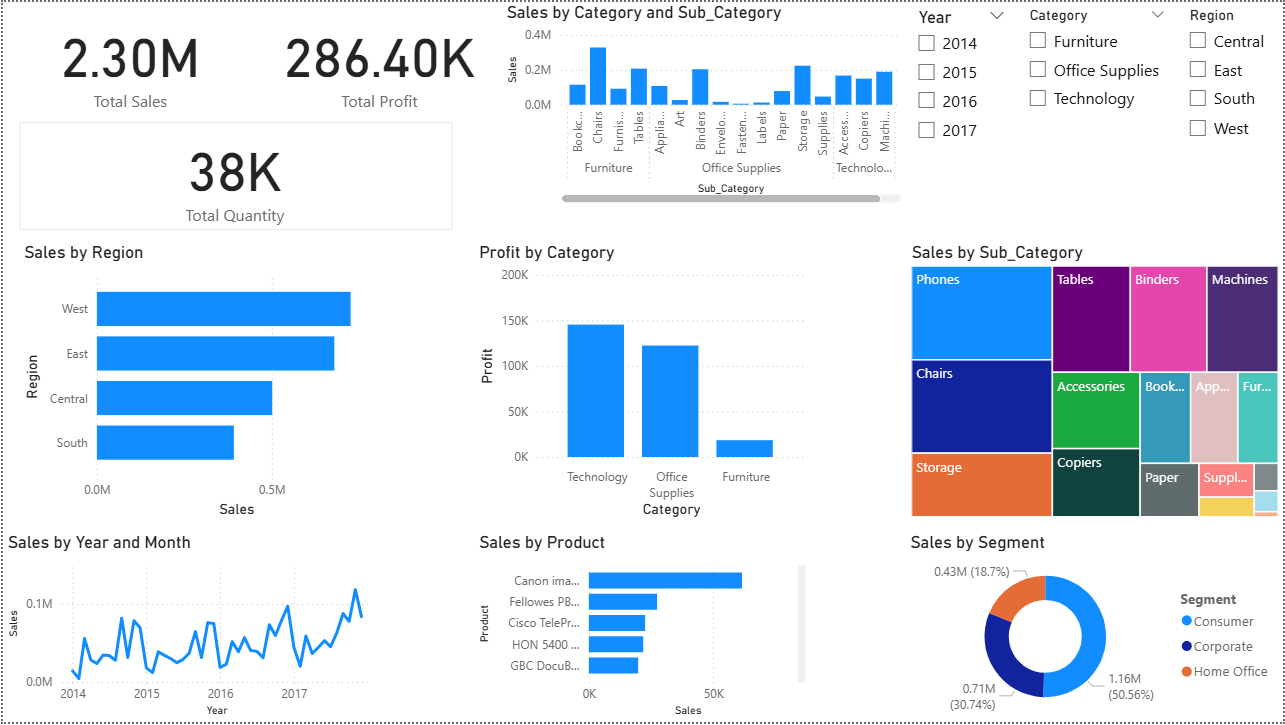 2.30M
Total Sales
286.40K
Total Profit
38K
Total Quantity
Sales by Category and Sub_Category
Sales
0.4M
0.2M
0.0M
Bookc...
Chairs
Furnis...
Tables
Applia...
Art
Binders
Envelo...
Fasten...
Labels
Paper
Storage
Supplies
Access...
Copiers
Machi...
Furniture
Office Supplies
Technolo...
Sub_Category
Year
2014
2015
2016
2017
Category
Furniture
Office Supplies
Technology
Region
Central
East
South
West
Sales by Region
Region
West
East
Central
South
0.0M
0.5M
Sales
Profit by Category
Profit
200K
150K
100K
50K
0K
Technology
Office
Supplies
Furniture
Category
Sales by Sub_Category
Phones
Chairs
Storage
Tables
Binders
Machines
Accessories
Copiers
Book...
App...
Fur...
Paper
Suppl...
Sales by Year and Month
Sales
0.1M
0.0M
2014
2015
2016
2017
Year
Sales by Product
Product
Canon ima...
Fellowes PB...
Cisco TelePr...
HON 5400 ...
GBC DocuB...
0K
50K
Sales
Sales by Segment
0.43M (18.7%)
0.71M
(30.74%)
1.16M
(50.56%)
Segment
Consumer
Corporate
Home Office